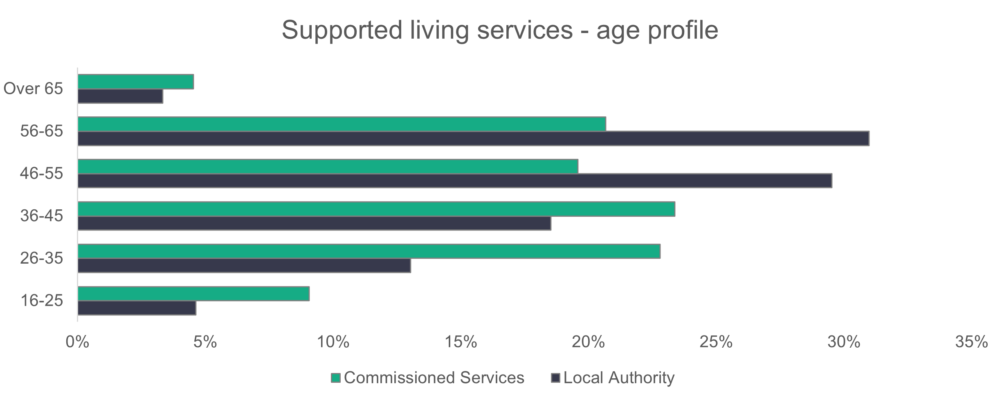 Supported living services - age profile
Over 65
56-65
46-55
36-45
26-35
16-25
0% 5% 10% 15% 20% 25% 30% 35%
Commissioned Services Local Authority